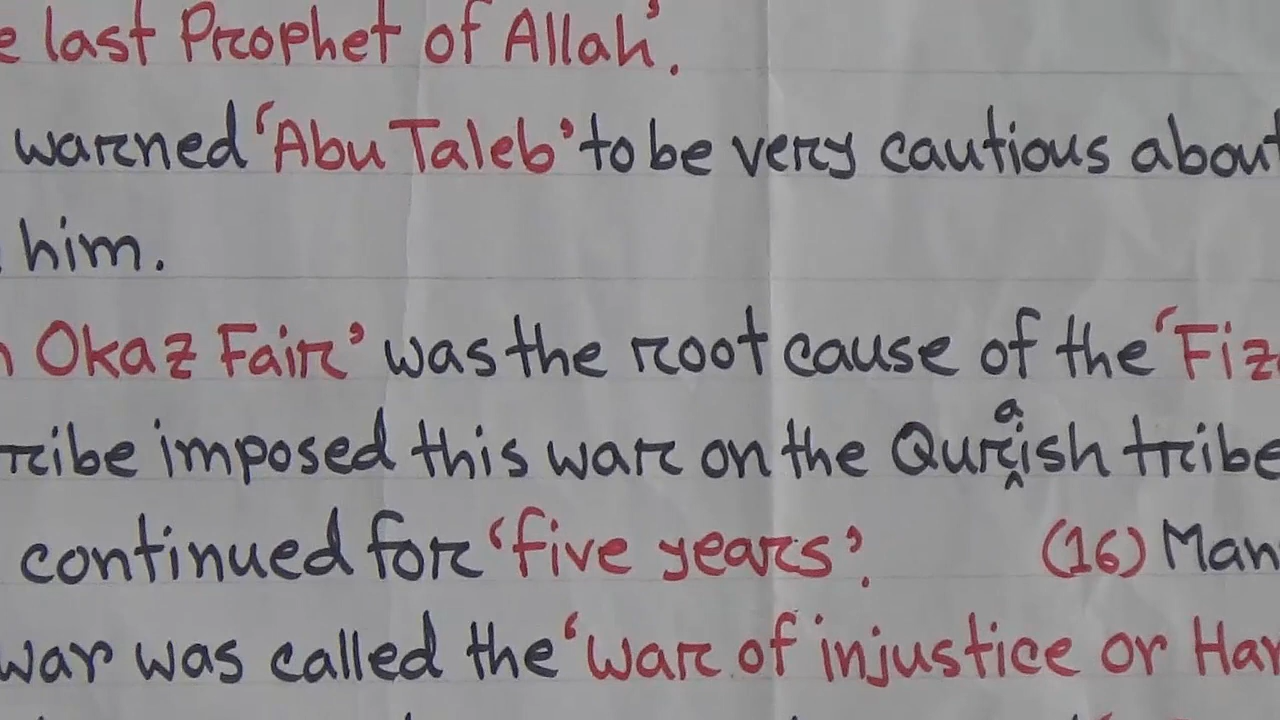 last Prophet of Allah'.
warned 'Abu Taleb' to be very cautious about
him.
Okaz Fair' was the root cause of the 'Fiz
ribe imposed this war on the Quraish tribe
continued for 'five years'. (16) Man
war was called the 'war of injustice or Har